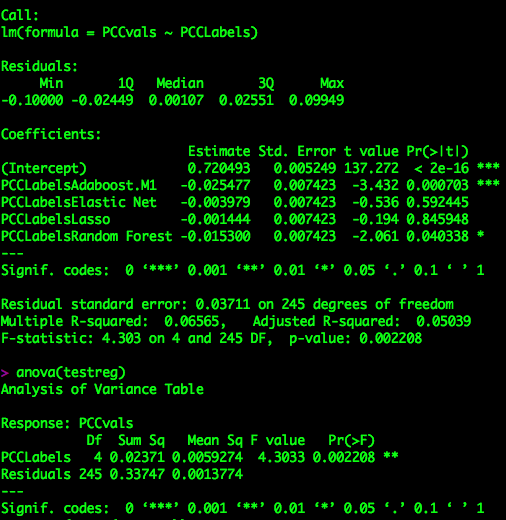 Call:
lm(formula = PCCvals ~ PCCLabels)
Residuals:
     Min       1Q   Median       3Q      Max
-0.10000 -0.02449  0.00107  0.02551  0.09949
Coefficients:
                       Estimate Std. Error t value Pr(>|t|)
(Intercept)            0.720493   0.005249 137.272  < 2e-16 ***
PCCLabelsAdaboost.M1  -0.025477   0.007423  -3.432 0.000703 ***
PCCLabelsElastic Net  -0.003979   0.007423  -0.536 0.592445
PCCLabelsLasso        -0.001444   0.007423  -0.194 0.845948
PCCLabelsRandom Forest -0.015300   0.007423  -2.061 0.040338 *
---
Signif. codes:  0 ‘***’ 0.001 ‘**’ 0.01 ‘*’ 0.05 ‘.’ 0.1 ‘ ’ 1
Residual standard error: 0.03711 on 245 degrees of freedom
Multiple R-squared:  0.06565,   Adjusted R-squared:  0.05039
F-statistic: 4.303 on 4 and 245 DF,  p-value: 0.002208
> anova(testreg)
Analysis of Variance Table
Response: PCCvals
           Df  Sum Sq   Mean Sq F value   Pr(>F)
PCCLabels   4 0.02371 0.0059274  4.3033 0.002208 **
Residuals 245 0.33747 0.0013774
---
Signif. codes:  0 ‘***’ 0.001 ‘**’ 0.01 ‘*’ 0.05 ‘.’ 0.1 ‘ ’ 1